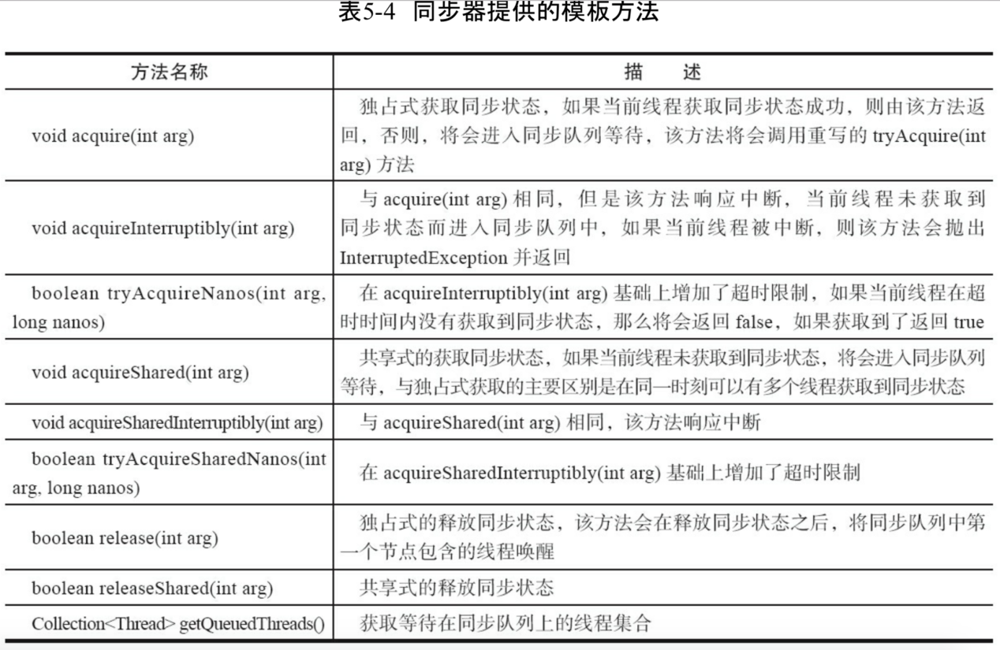 表5-4 同步器提供的模板方法
方法名称
描 述
void acquire(int arg)
独占式获取同步状态，如果当前线程获取同步状态成功，则由该方法返
回，否则，将会进入同步队列等待，该方法将会调用重写的 tryAcquire(int
arg) 方法
void acquireInterruptibly(int arg)
与 acquire(int arg) 相同，但是该方法响应中断，当前线程未获取到
同步状态而进入同步队列中，如果当前线程被中断，则该方法会抛出
InterruptedException 并返回
boolean tryAcquireNanos(int arg,
long nanos)
在 acquireInterruptibly(int arg) 基础上增加了超时限制，如果当前线程在超
时时间内没有获取到同步状态，那么将会返回 false，如果获取到了返回 true
void acquireShared(int arg)
共享式的获取同步状态，如果当前线程未获取到同步状态，将会进入同步队列
等待，与独占式获取的主要区别是在同一时刻可以有多个线程获取到同步状态
void acquireSharedInterruptibly(int arg)
与 acquireShared(int arg) 相同，该方法响应中断
boolean tryAcquireSharedNanos(int
arg, long nanos)
在 acquireSharedInterruptibly(int arg) 基础上增加了超时限制
boolean release(int arg)
独占式的释放同步状态，该方法会在释放同步状态之后，将同步队列中第
一个节点包含的线程唤醒
boolean releaseShared(int arg)
共享式的释放同步状态
Collection<Thread> getQueuedThreads()
获取等待在同步队列上的线程集合